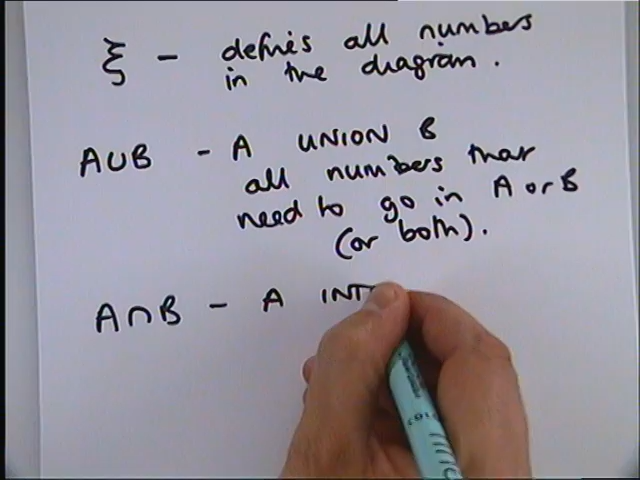 ξ - defines all numbers
in the diagram.
A∪B - A UNION B
all numbers that
need to go in A or B
(or both).
A∩B - A INT